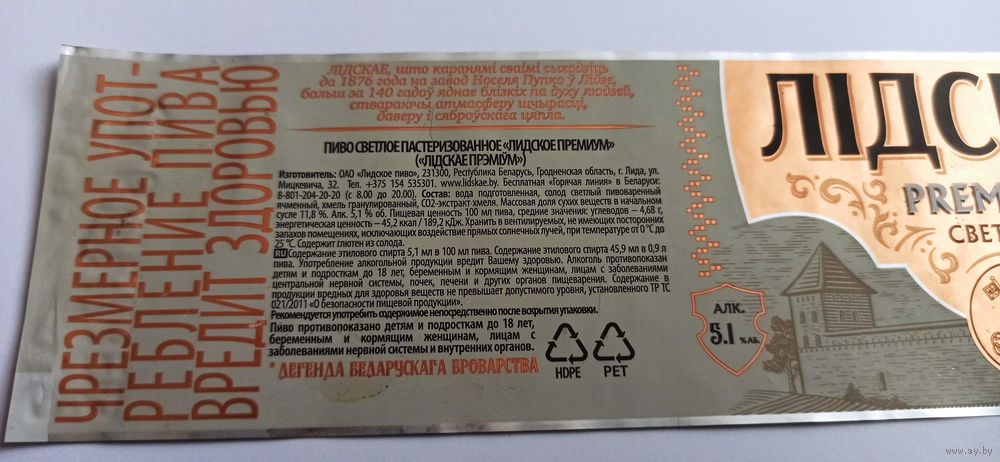 ЧРЕЗМЕРНОЕ УПОТ-
РЕБЛЕНИЕ ПИВА
ВРЕДИТ ЗДОРОВЬЮ
ЛІДСКАЕ, што каранямі сваімі сыходзіць
да 1876 года на завод Носеля Пупко ў Лідзе,
больш за 140 гадоў яднае блізкіх па духу людзей,
ствараючы атмасферу шчырасці,
даверу і сяброўскага цяпла.
ПИВО СВЕТЛОЕ ПАСТЕРИЗОВАННОЕ «ЛИДСКОЕ ПРЕМИУМ»
(«ЛІДСКАЕ ПРЭМІУМ»)
Изготовитель: ОАО «Лидское пиво», 231300, Республика Беларусь, Гродненская область, г. Лида, ул.
Мицкевича, 32. Тел. +375 154 535301. www.lidskae.by. Бесплатная «Горячая линия» в Беларуси:
8-801-204-20-20 (с 8.00 до 20.00). Состав: вода подготовленная, солод светлый пивоваренный
ячменный, хмель гранулированный, СО2-экстракт хмеля. Массовая доля сухих веществ в начальном
сусле 11,8 %. Алк. 5,1 % об. Пищевая ценность 100 мл пива, средние значения: углеводов – 4,68 г,
энергетическая ценность – 45,2 ккал / 189,2 кДж. Хранить в вентилируемых, не имеющих посторонних
запахов помещениях, исключающих воздействие прямых солнечных лучей, при температуре от 0 °С до
25 °С. Содержит глютен из солода.
RU Содержание этилового спирта 5,1 мл в 100 мл пива. Содержание этилового спирта 45,9 мл в 0,9 л
пива. Употребление алкогольной продукции вредит Вашему здоровью. Алкоголь противопоказан
детям и подросткам до 18 лет, беременным и кормящим женщинам, лицам с заболеваниями
центральной нервной системы, почек, печени и других органов пищеварения. Содержание в
продукции вредных для здоровья веществ не превышает допустимого уровня, установленного ТР ТС
021/2011 «О безопасности пищевой продукции».
Рекомендуется употребить содержимое непосредственно после вскрытия упаковки.
Пиво противопоказано детям и подросткам до 18 лет,
беременным и кормящим женщинам, лицам с
заболеваниями нервной системы и внутренних органов.
ЛЕГЕНДА БЕЛАРУСКАГА БРОВАРСТВА
2
HDPE
1
PET
АЛК.
5.1 % АБ.
ЛІДС
PREM
СВЕТ
www.ay.by